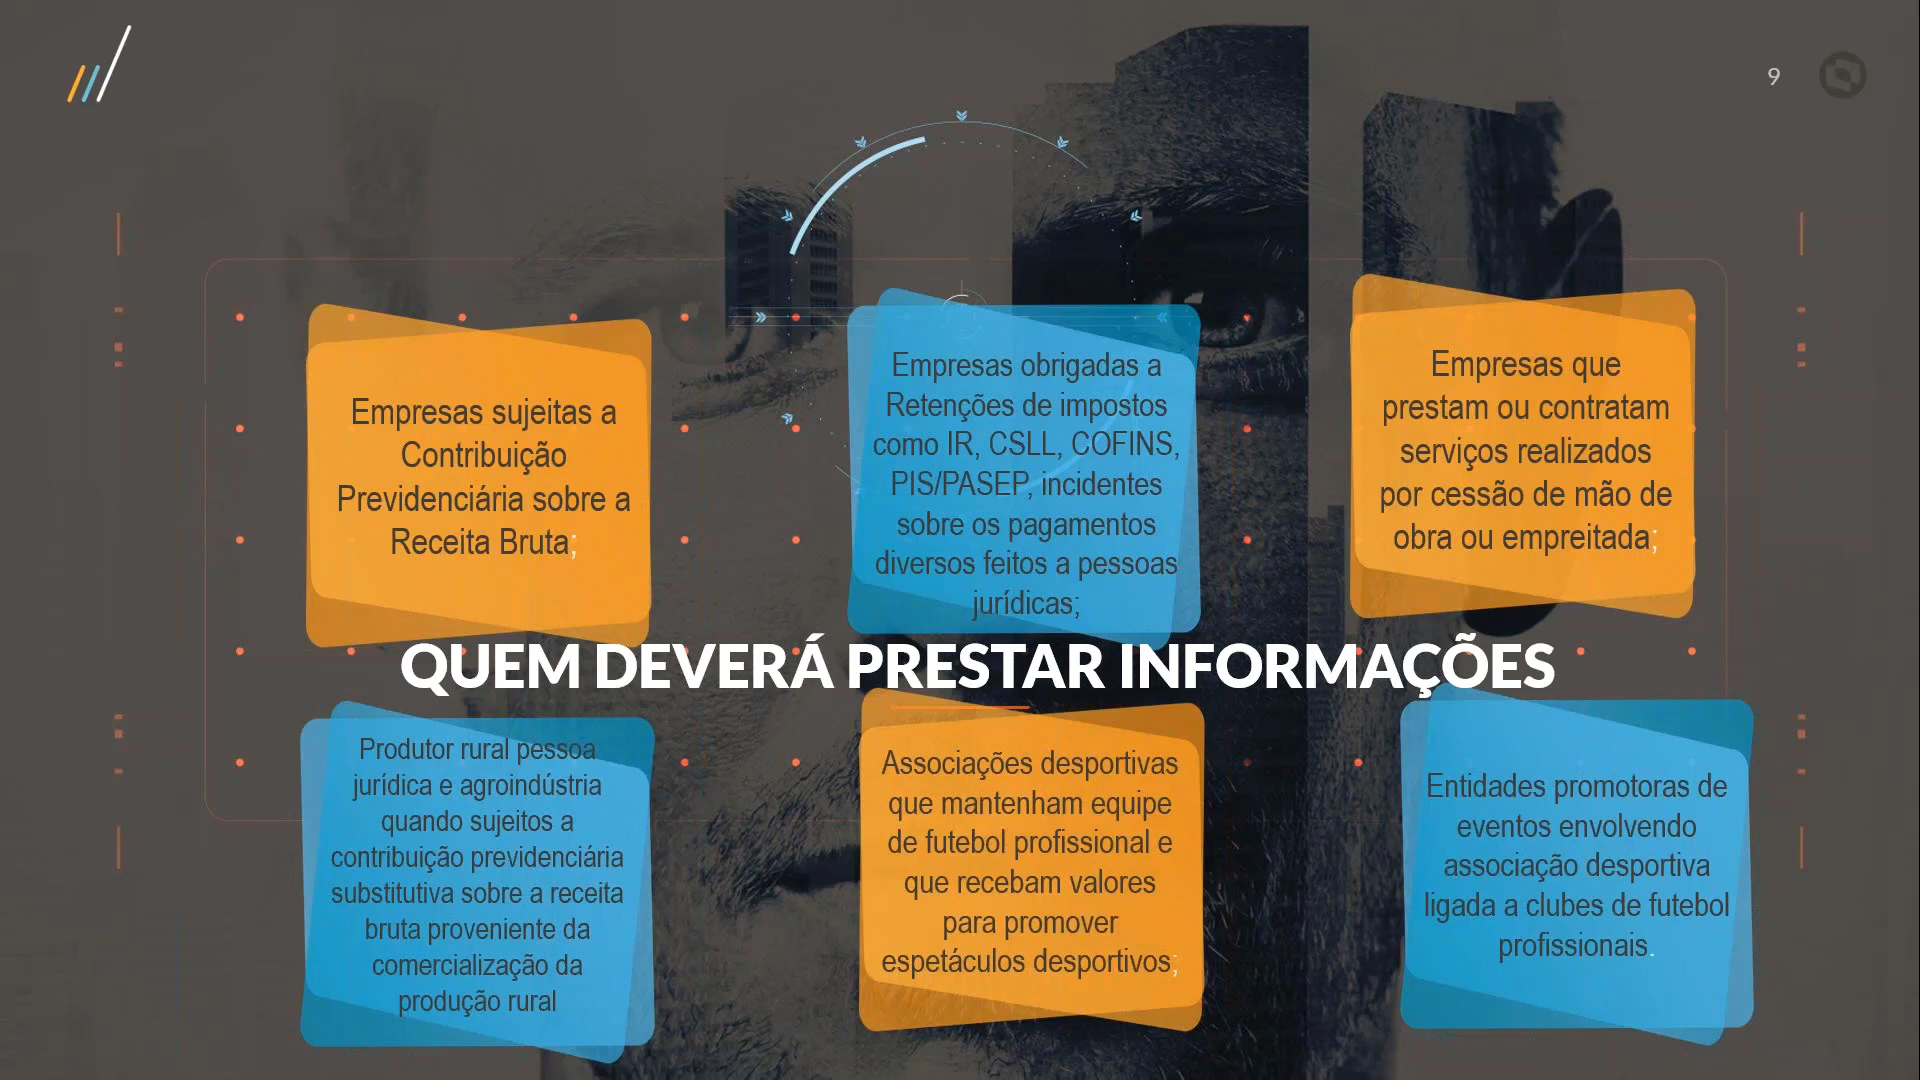 9
Empresas sujeitas a
Contribuição
Previdenciária sobre a
Receita Bruta;
Empresas obrigadas a
Retenções de impostos
como IR, CSLL, COFINS,
PIS/PASEP, incidentes
sobre os pagamentos
diversos feitos a pessoas
jurídicas;
Empresas que
prestam ou contratam
serviços realizados
por cessão de mão de
obra ou empreitada;
QUEM DEVERÁ PRESTAR INFORMAÇÕES
Produtor rural pessoa
jurídica e agroindústria
quando sujeitos a
contribuição previdenciária
substitutiva sobre a receita
bruta proveniente da
comercialização da
produção rural
Associações desportivas
que mantenham equipe
de futebol profissional e
que recebam valores
para promover
espetáculos desportivos;
Entidades promotoras de
eventos envolvendo
associação desportiva
ligada a clubes de futebol
profissionais.